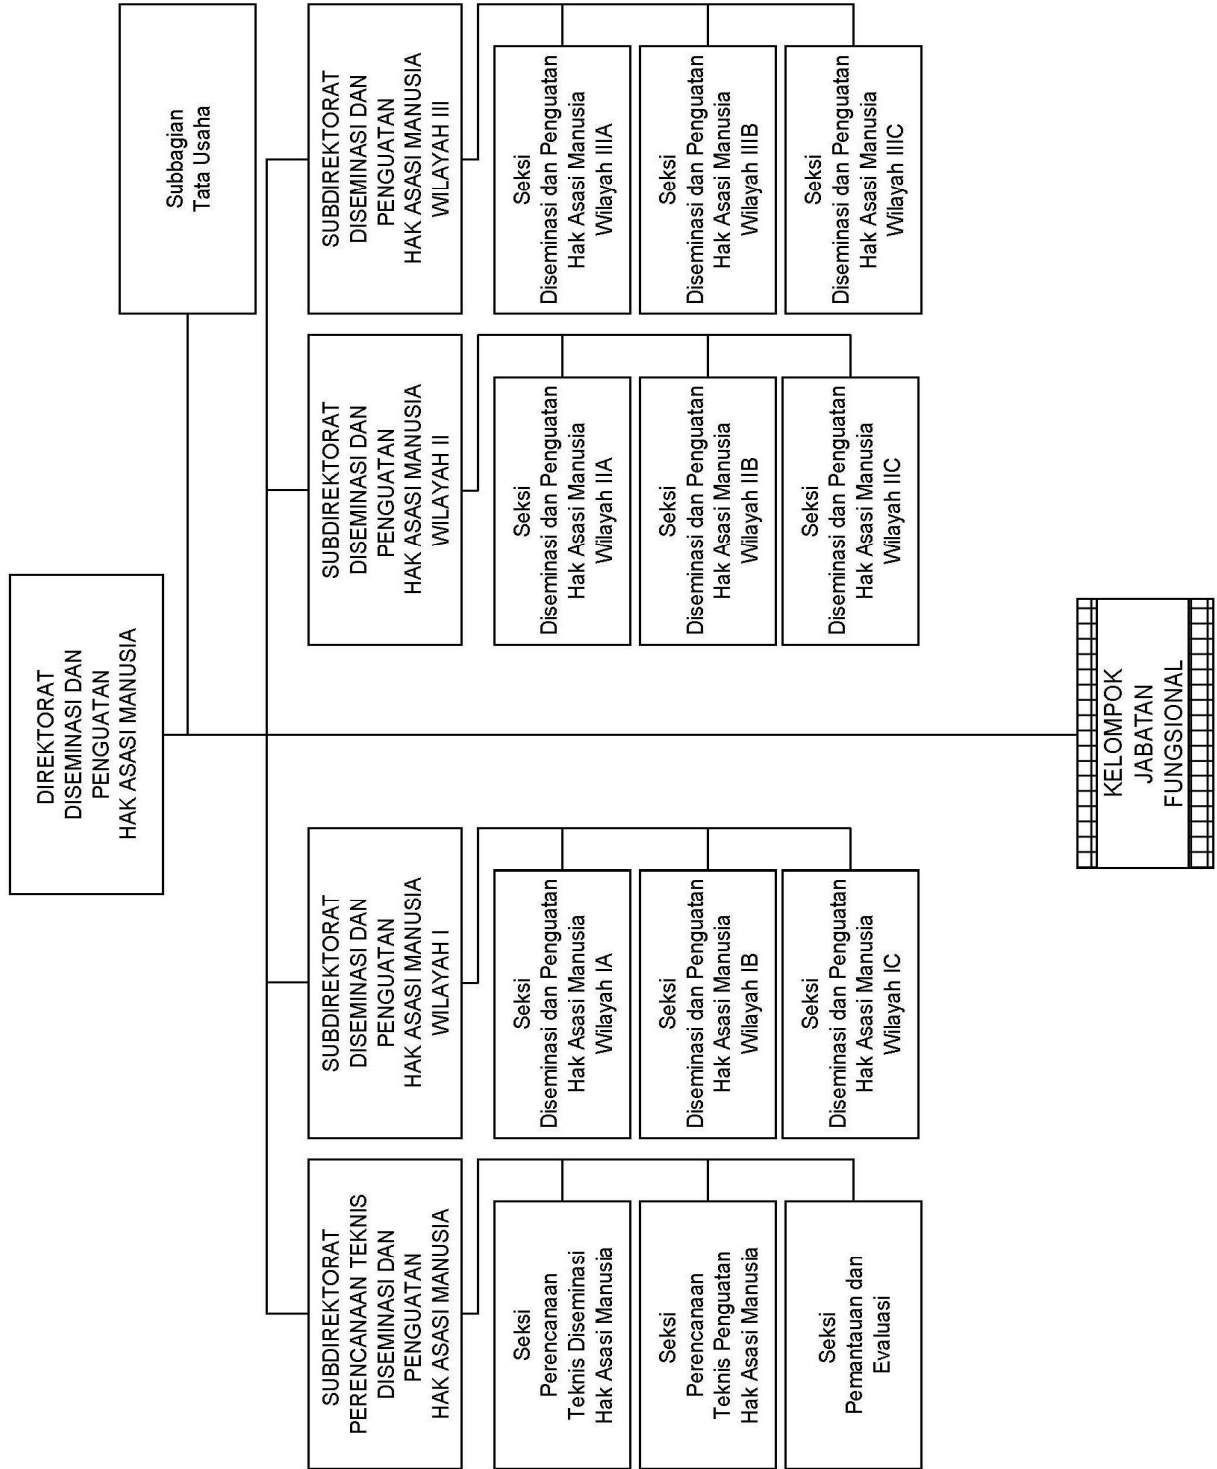 DIREKTORAT
DISEMINASI DAN
PENGUATAN
HAK ASASI MANUSIA
Subbagian
Tata Usaha
SUBDIREKTORAT
PERENCANAAN TEKNIS
DISEMINASI DAN
PENGUATAN
HAK ASASI MANUSIA
SUBDIREKTORAT
DISEMINASI DAN
PENGUATAN
HAK ASASI MANUSIA
WILAYAH I
SUBDIREKTORAT
DISEMINASI DAN
PENGUATAN
HAK ASASI MANUSIA
WILAYAH II
SUBDIREKTORAT
DISEMINASI DAN
PENGUATAN
HAK ASASI MANUSIA
WILAYAH III
Seksi
Perencanaan
Teknis Diseminasi
Hak Asasi Manusia
Seksi
Diseminasi dan Penguatan
Hak Asasi Manusia
Wilayah IA
Seksi
Diseminasi dan Penguatan
Hak Asasi Manusia
Wilayah IIA
Seksi
Diseminasi dan Penguatan
Hak Asasi Manusia
Wilayah IIIA
Seksi
Perencanaan
Teknis Penguatan
Hak Asasi Manusia
Seksi
Diseminasi dan Penguatan
Hak Asasi Manusia
Wilayah IB
Seksi
Diseminasi dan Penguatan
Hak Asasi Manusia
Wilayah IIB
Seksi
Diseminasi dan Penguatan
Hak Asasi Manusia
Wilayah IIIB
Seksi
Pemantauan dan
Evaluasi
Seksi
Diseminasi dan Penguatan
Hak Asasi Manusia
Wilayah IC
Seksi
Diseminasi dan Penguatan
Hak Asasi Manusia
Wilayah IIC
Seksi
Diseminasi dan Penguatan
Hak Asasi Manusia
Wilayah IIIC
KELOMPOK
JABATAN
FUNGSIONAL